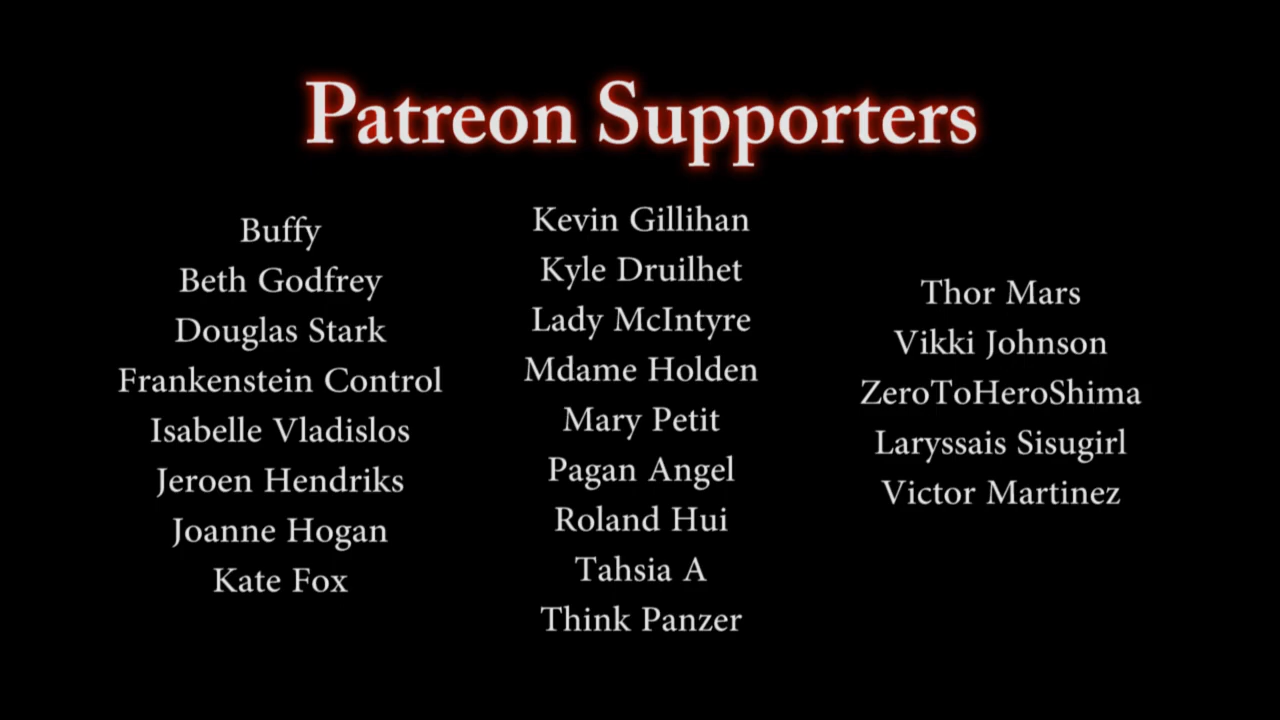 Patreon Supporters
Buffy
Beth Godfrey
Douglas Stark
Frankenstein Control
Isabelle Vladislos
Jeroen Hendriks
Joanne Hogan
Kate Fox
Kevin Gillihan
Kyle Druilhet
Lady McIntyre
Mdame Holden
Mary Petit
Pagan Angel
Roland Hui
Tahsia A
Think Panzer
Thor Mars
Vikki Johnson
ZeroToHeroShima
Laryssais Sisugirl
Victor Martinez